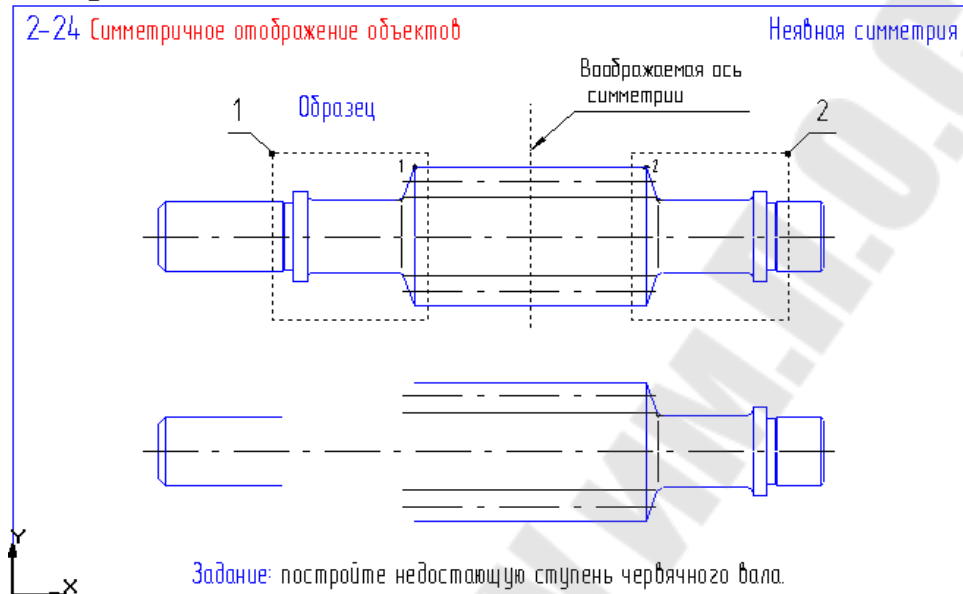 2-24 Симметричное отображение объектов
Неявная симметрия
Воображаемая ось
симметрии
1
Образец
2
1
2
Y
X
Задание: постройте недостающую ступень червячного вала.